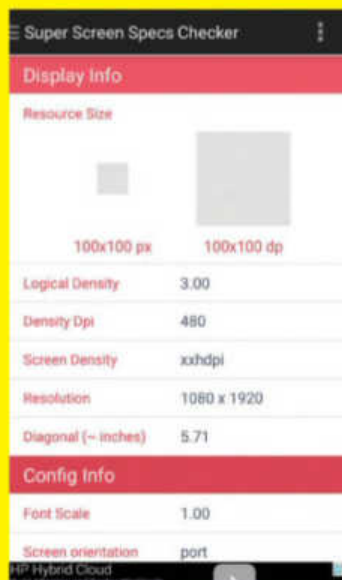 Super Screen Specs Checker
Display Info
Resource Size
100x100 px 100x100 dp
Logical Density 3.00
Density Dpi 480
Screen Density xxhdpi
Resolution 1080 x 1920
Diagonal (~ inches) 5.71
Config Info
Font Scale 1.00
Screen orientation port
HP Hybrid Cloud